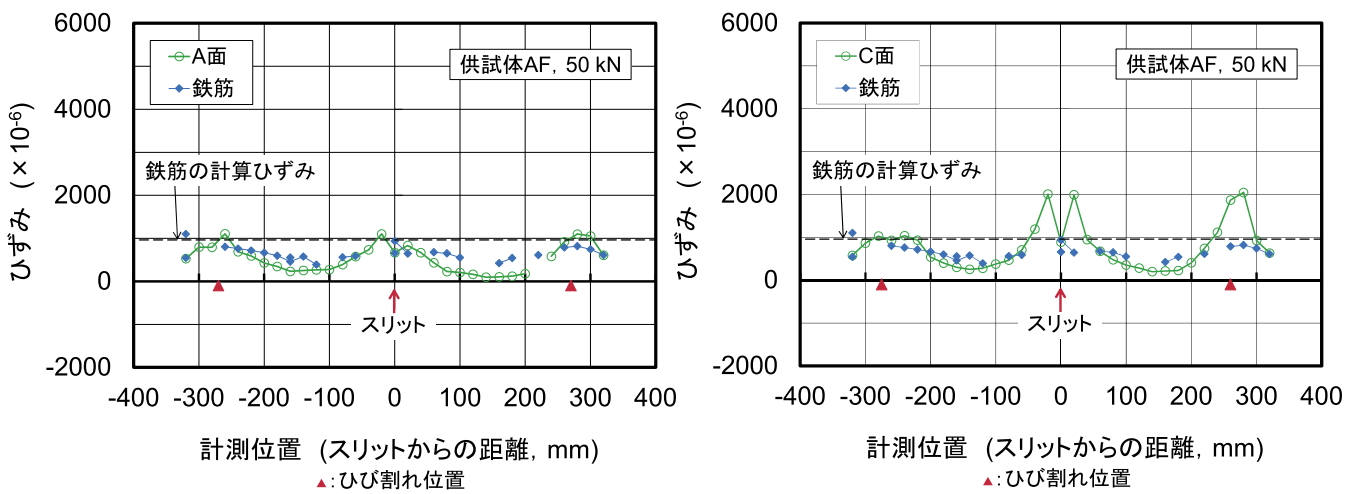 6000
4000
2000
0
-2000
ひずみ (×10-6)
A面
鉄筋
供試体AF, 50 kN
鉄筋の計算ひずみ
スリット
-400 -300 -200 -100 0 100 200 300 400
計測位置 (スリットからの距離, mm)
▲:ひび割れ位置
6000
4000
2000
0
-2000
ひずみ (×10-6)
C面
鉄筋
供試体AF, 50 kN
鉄筋の計算ひずみ
スリット
-400 -300 -200 -100 0 100 200 300 400
計測位置 (スリットからの距離, mm)
▲:ひび割れ位置